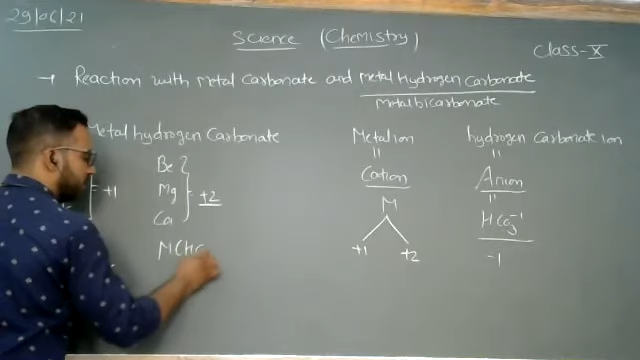 29/06/21
Science (Chemistry)
Class-X
→ Reaction with Metal Carbonate and Metal hydrogen Carbonate
Metal bicarbonate
Metal hydrogen Carbonate
Metal ion
hydrogen Carbonate ion
Be
"
"
Cation
Anion
+1
Mg
+2
M
"
Ca
HCO₃⁻¹
M(HC
+1
+2
-1